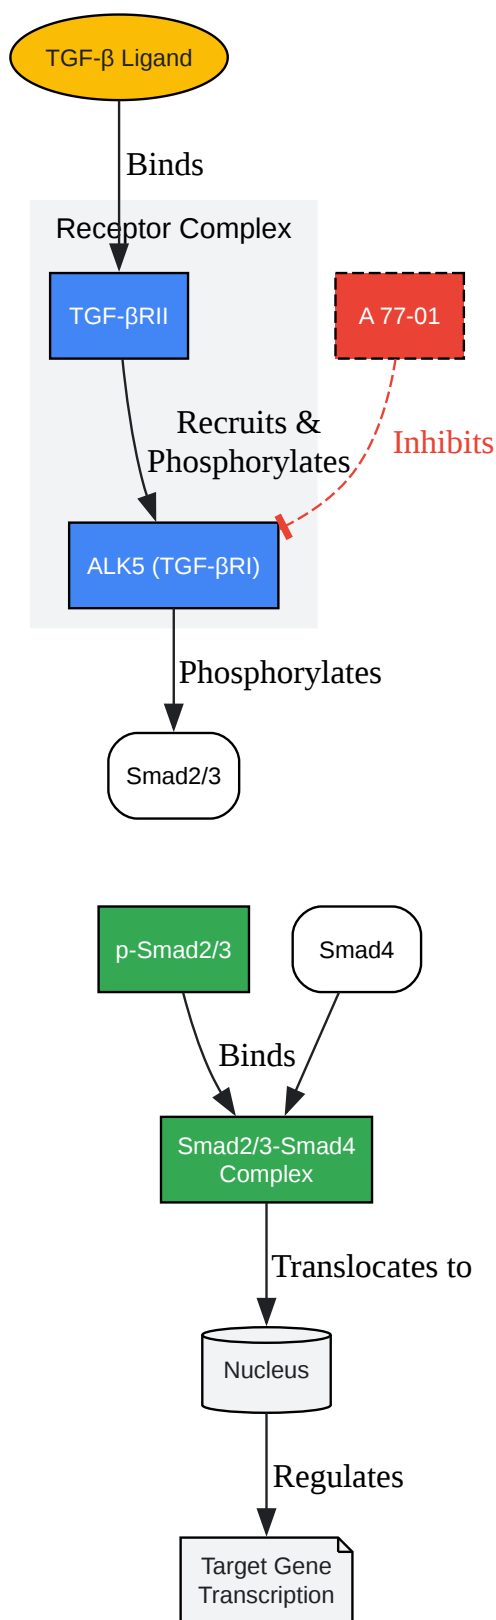 TGF-β Ligand
Binds
Receptor Complex
TGF-βRII
A 77-01
Recruits &
Phosphorylates
Inhibits
ALK5 (TGF-βRI)
Phosphorylates
Smad2/3
p-Smad2/3
Smad4
Binds
Smad2/3-Smad4
Complex
Translocates to
Nucleus
Regulates
Target Gene
Transcription